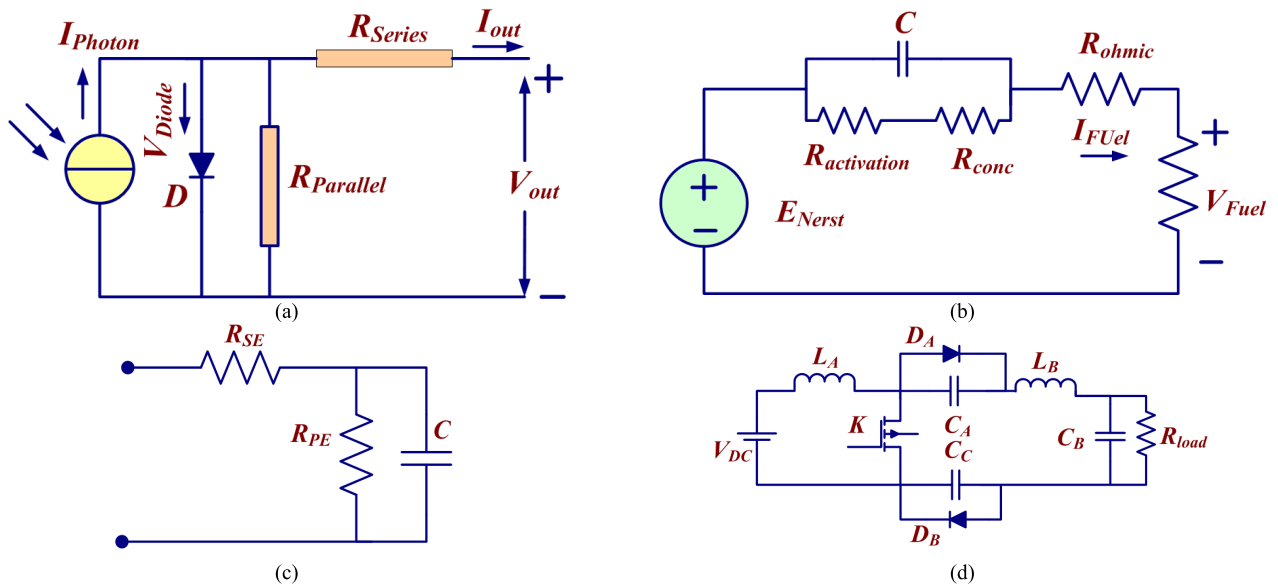 I_Photon
R_Series
I_out
V_Diode
D
R_Parallel
V_out
+
−
(a)
C
R_ohmic
R_activation
R_conc
I_FUel
+
−
E_Nerst
+
V_Fuel
−
(b)
R_SE
R_PE
C
(c)
D_A
L_A
L_B
K
C_A
V_DC
C_C
C_B
R_load
D_B
(d)